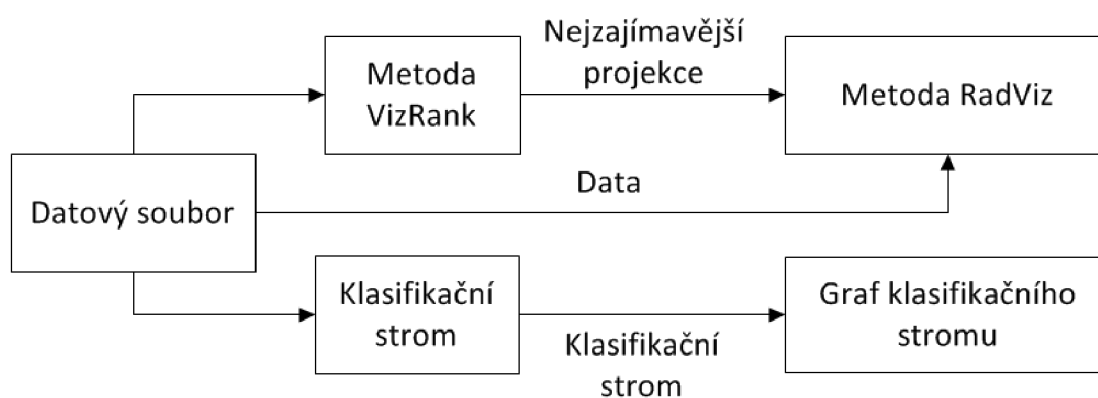 Nejzajímavější
projekce
Metoda
VizRank
Metoda RadViz
Data
Datový soubor
Klasifikační
strom
Klasifikační
strom
Graf klasifikačního
stromu